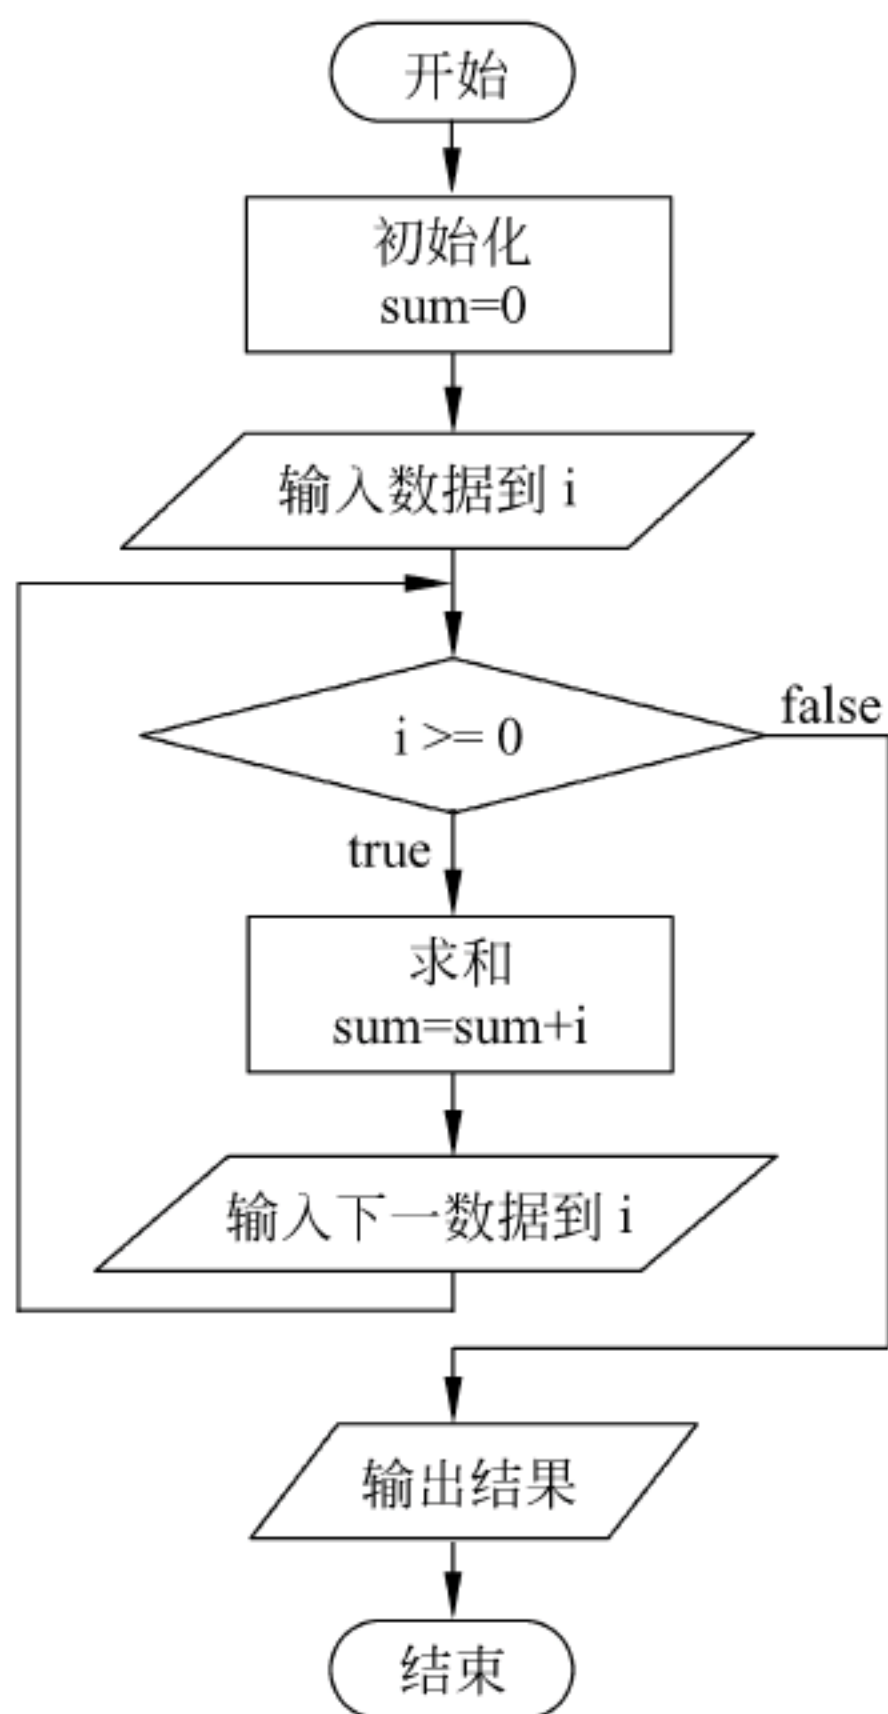 开始
初始化
sum=0
输入数据到 i
i >= 0
false
true
求和
sum=sum+i
输入下一数据到 i
输出结果
结束